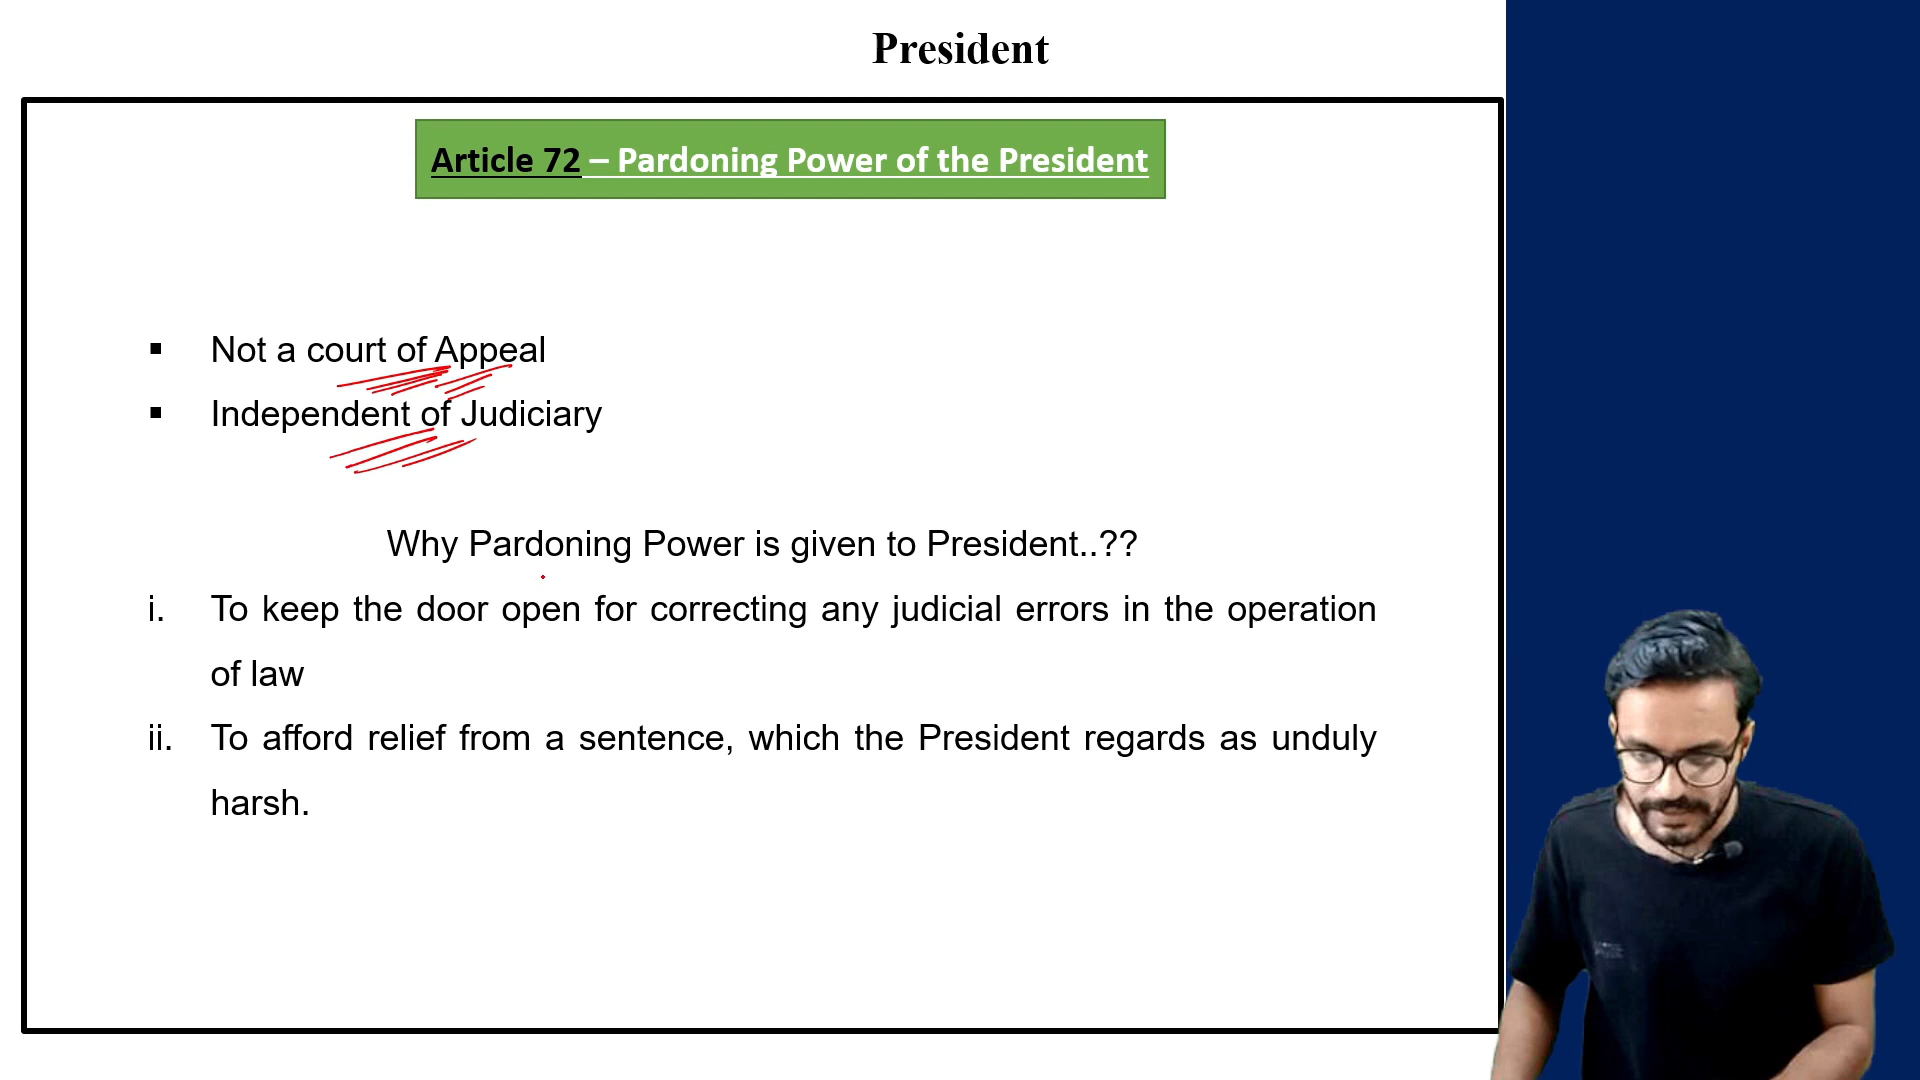 President
Article 72 – Pardoning Power of the President
▪ Not a court of Appeal
▪ Independent of Judiciary
Why Pardoning Power is given to President..??
i. To keep the door open for correcting any judicial errors in the operation
of law
ii. To afford relief from a sentence, which the President regards as unduly
harsh.